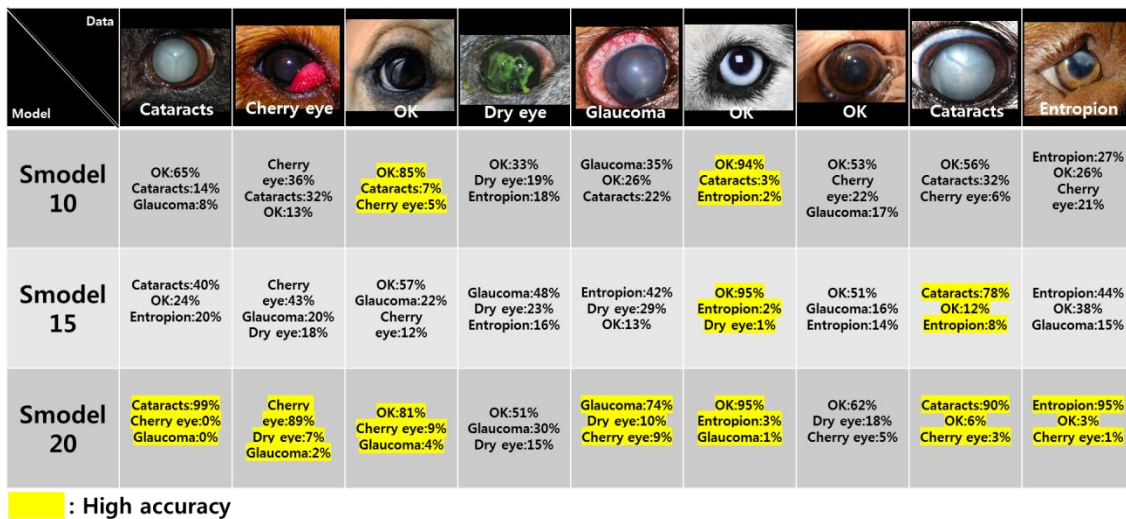 Data
Model
Cataracts
Cherry eye
OK
Dry eye
Glaucoma
OK
OK
Cataracts
Entropion
Smodel
10
OK:65%
Cataracts:14%
Glaucoma:8%
Cherry
eye:36%
Cataracts:32%
OK:13%
OK:85%
Cataracts:7%
Cherry eye:5%
OK:33%
Dry eye:19%
Entropion:18%
Glaucoma:35%
OK:26%
Cataracts:22%
OK:94%
Cataracts:3%
Entropion:2%
OK:53%
Cherry
eye:22%
Glaucoma:17%
OK:56%
Cataracts:32%
Cherry eye:6%
Entropion:27%
OK:26%
Cherry
eye:21%
Smodel
15
Cataracts:40%
OK:24%
Entropion:20%
Cherry
eye:43%
Glaucoma:20%
Dry eye:18%
OK:57%
Glaucoma:22%
Cherry
eye:12%
Glaucoma:48%
Dry eye:23%
Entropion:16%
Entropion:42%
Dry eye:29%
OK:13%
OK:95%
Entropion:2%
Dry eye:1%
OK:51%
Glaucoma:16%
Entropion:14%
Cataracts:78%
OK:12%
Entropion:8%
Entropion:44%
OK:38%
Glaucoma:15%
Smodel
20
Cataracts:99%
Cherry eye:0%
Glaucoma:0%
Cherry
eye:89%
Dry eye:7%
Glaucoma:2%
OK:81%
Cherry eye:9%
Glaucoma:4%
OK:51%
Glaucoma:30%
Dry eye:15%
Glaucoma:74%
Dry eye:10%
Cherry eye:9%
OK:95%
Entropion:3%
Glaucoma:1%
OK:62%
Dry eye:18%
Cherry eye:5%
Cataracts:90%
OK:6%
Cherry eye:3%
Entropion:95%
OK:3%
Cherry eye:1%
: High accuracy